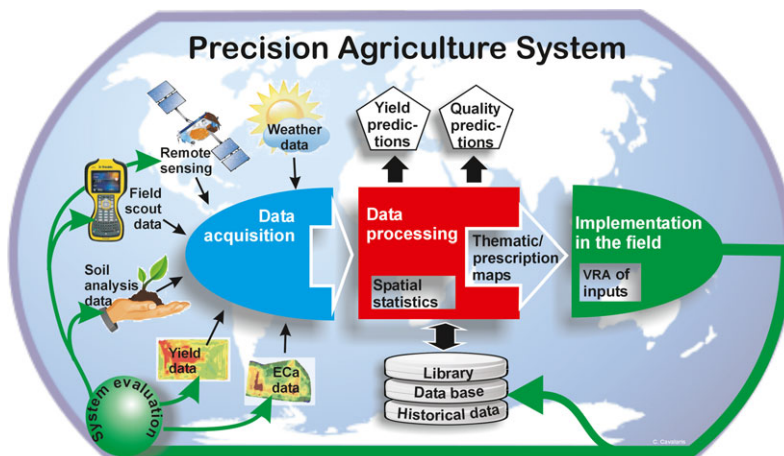 Precision Agriculture System
Yield
predic-
tions
Quality
predic-
tions
Weather
data
Remote
sensing
Field
scout
data
Data
acquisition
Data
processing
Implementation
in the field
Thematic/
prescription
maps
VRA of
inputs
Soil
analysis
data
Spatial
statistics
Yield
data
ECa
data
Library
Data base
Historical data
System evaluation
C. Cavalaris